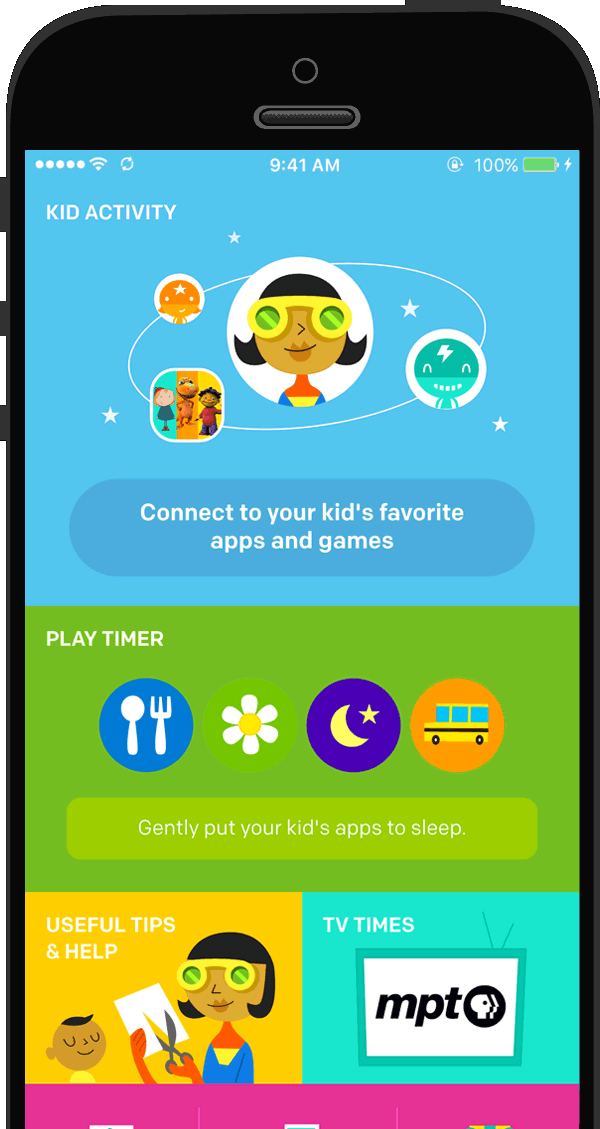 9:41 AM
100%
KID ACTIVITY
Connect to your kid's favorite
apps and games
PLAY TIMER
Gently put your kid's apps to sleep.
USEFUL TIPS
& HELP
TV TIMES
mpt